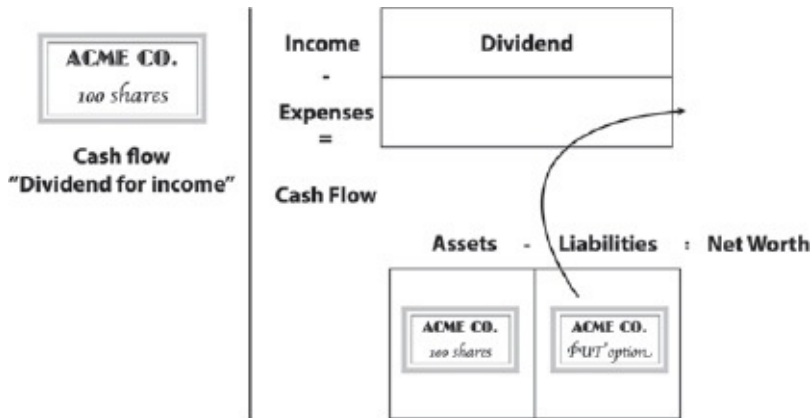 ACME CO.
100 shares
Cash flow
"Dividend for income"
Income
Dividend
-
Expenses
=
Cash Flow
Assets - Liabilities : Net Worth
ACME CO.
100 shares
ACME CO.
PUT option